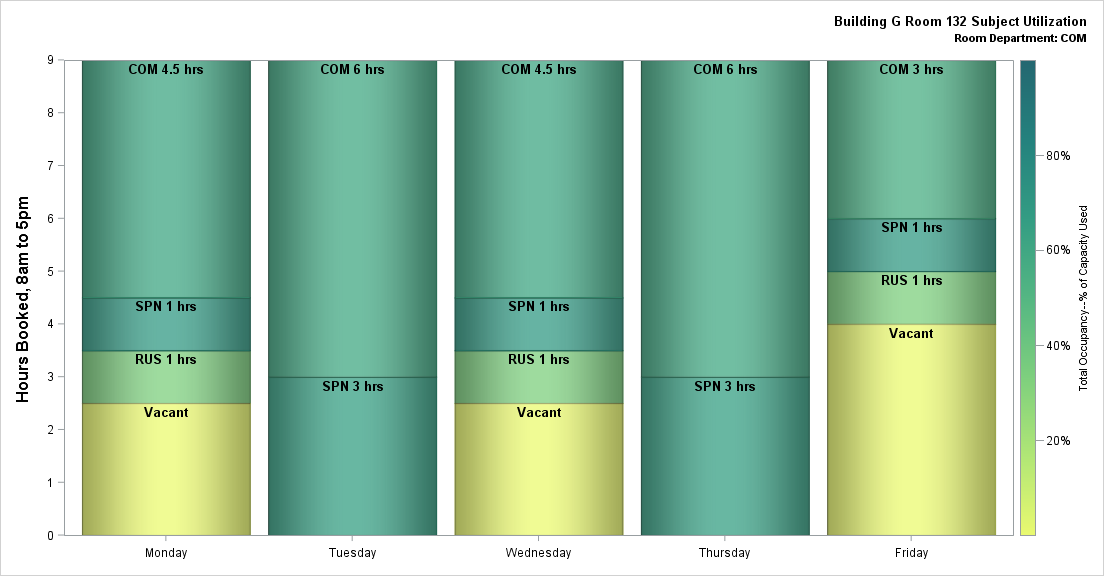 Building G Room 132 Subject Utilization
Room Department: COM
Hours Booked, 8am to 5pm
9
8
7
6
5
4
3
2
1
0
COM 4.5 hrs
SPN 1 hrs
RUS 1 hrs
Vacant
COM 6 hrs
SPN 3 hrs
COM 4.5 hrs
SPN 1 hrs
RUS 1 hrs
Vacant
COM 6 hrs
SPN 3 hrs
COM 3 hrs
SPN 1 hrs
RUS 1 hrs
Vacant
Monday
Tuesday
Wednesday
Thursday
Friday
80%
60%
40%
20%
Total Occupancy--% of Capacity Used